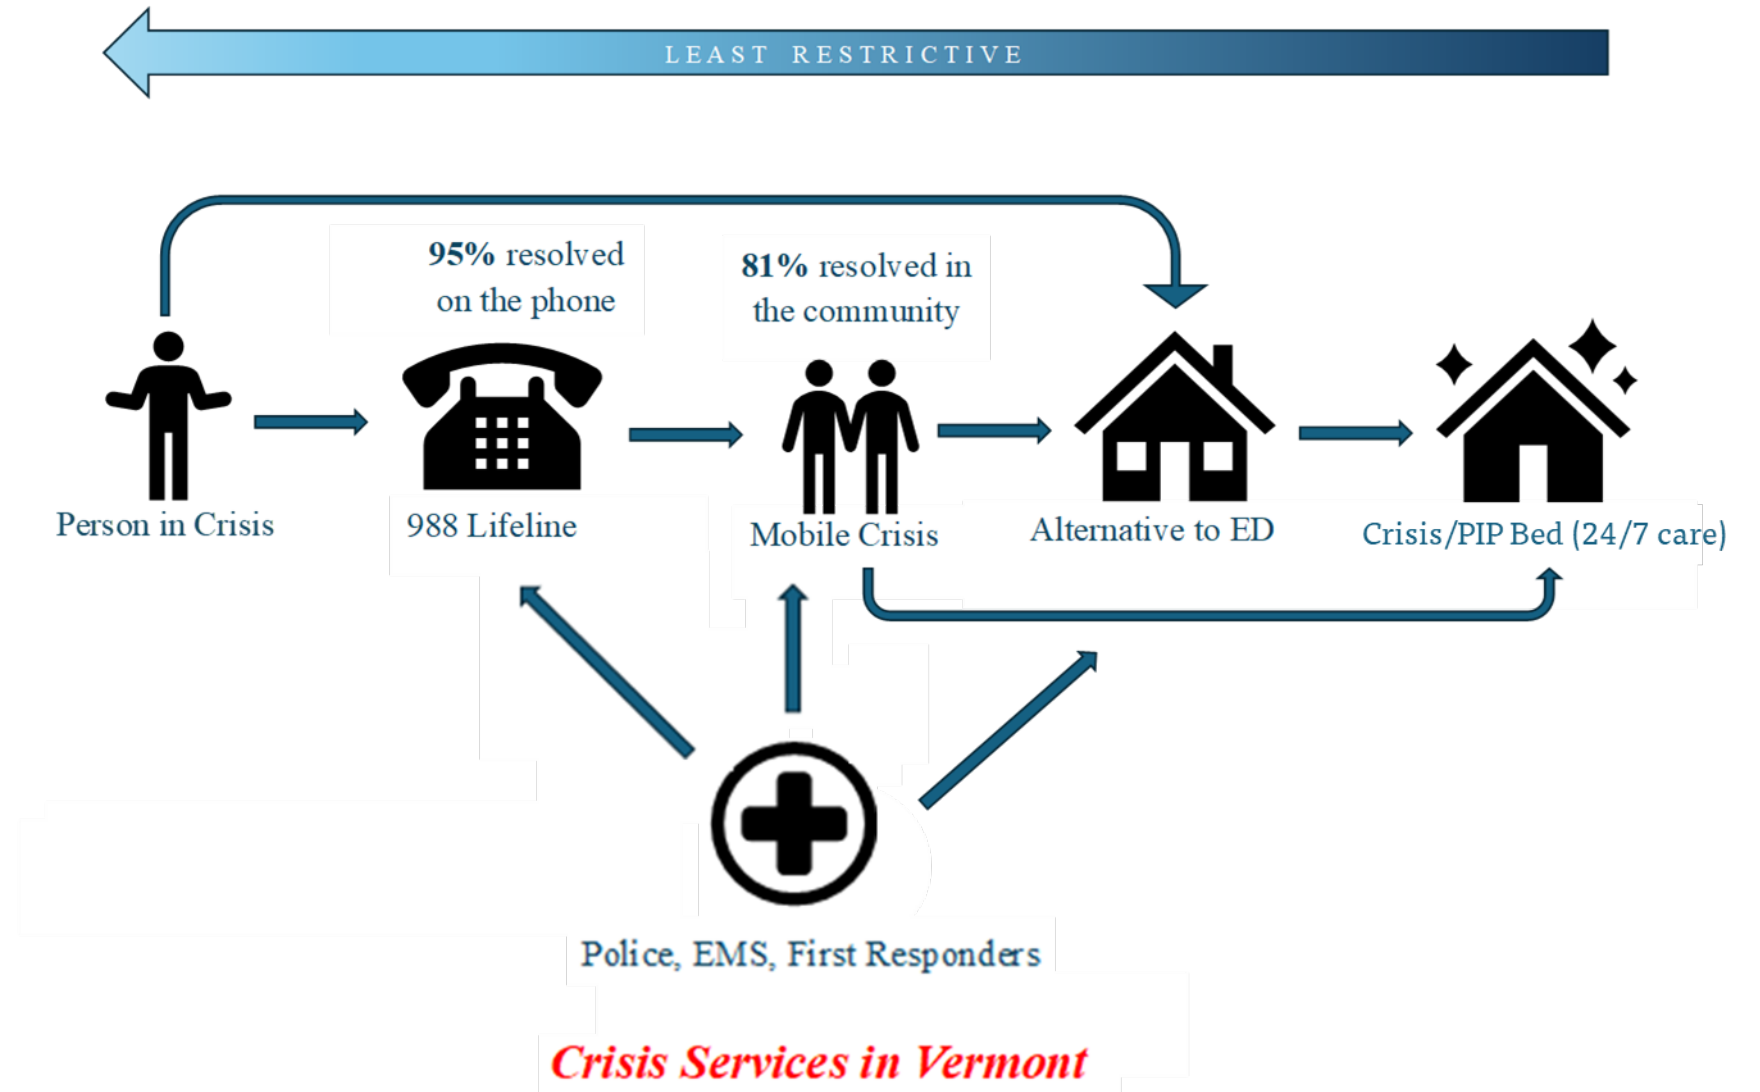 LEAST RESTRICTIVE
95% resolved
on the phone
81% resolved in
the community
Person in Crisis
988 Lifeline
Mobile Crisis
Alternative to ED
Crisis/PIP Bed (24/7 care)
Police, EMS, First Responders
Crisis Services in Vermont